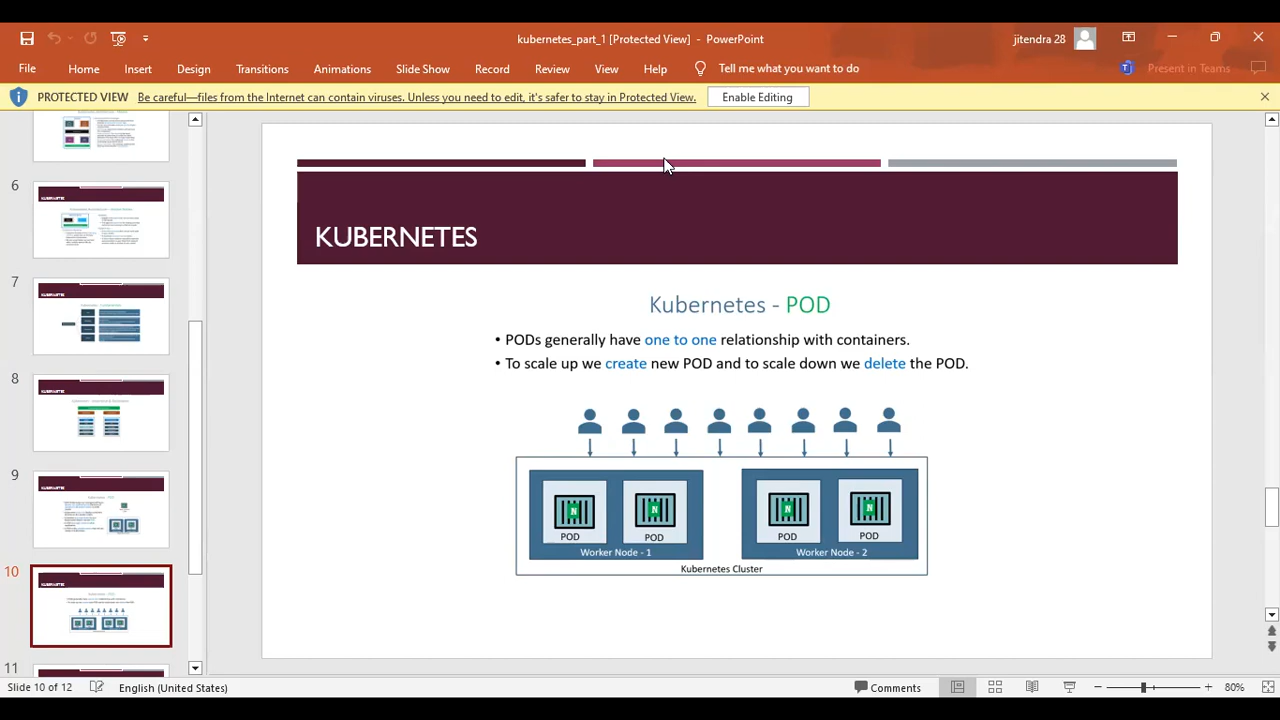 kubernetes_part_1 [Protected View] - PowerPoint
jitendra 28
File Home Insert Design Transitions Animations Slide Show Record Review View Help Tell me what you want to do Present in Teams
PROTECTED VIEW Be careful—files from the Internet can contain viruses. Unless you need to edit, it's safer to stay in Protected View. Enable Editing
6
7
8
9
10
11
KUBERNETES
Kubernetes - POD
• PODs generally have one to one relationship with containers.
• To scale up we create new POD and to scale down we delete the POD.
N N N N
POD POD POD POD
Worker Node - 1 Worker Node - 2
Kubernetes Cluster
Slide 10 of 12 English (United States) Comments 80%